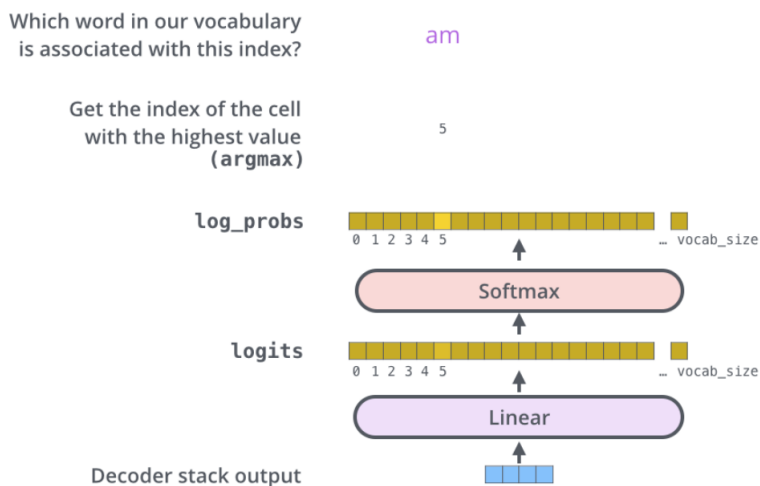 Which word in our vocabulary
is associated with this index?
am
Get the index of the cell
with the highest value
(argmax)
5
log_probs
0 1 2 3 4 5 … vocab_size
Softmax
logits
0 1 2 3 4 5 … vocab_size
Linear
Decoder stack output